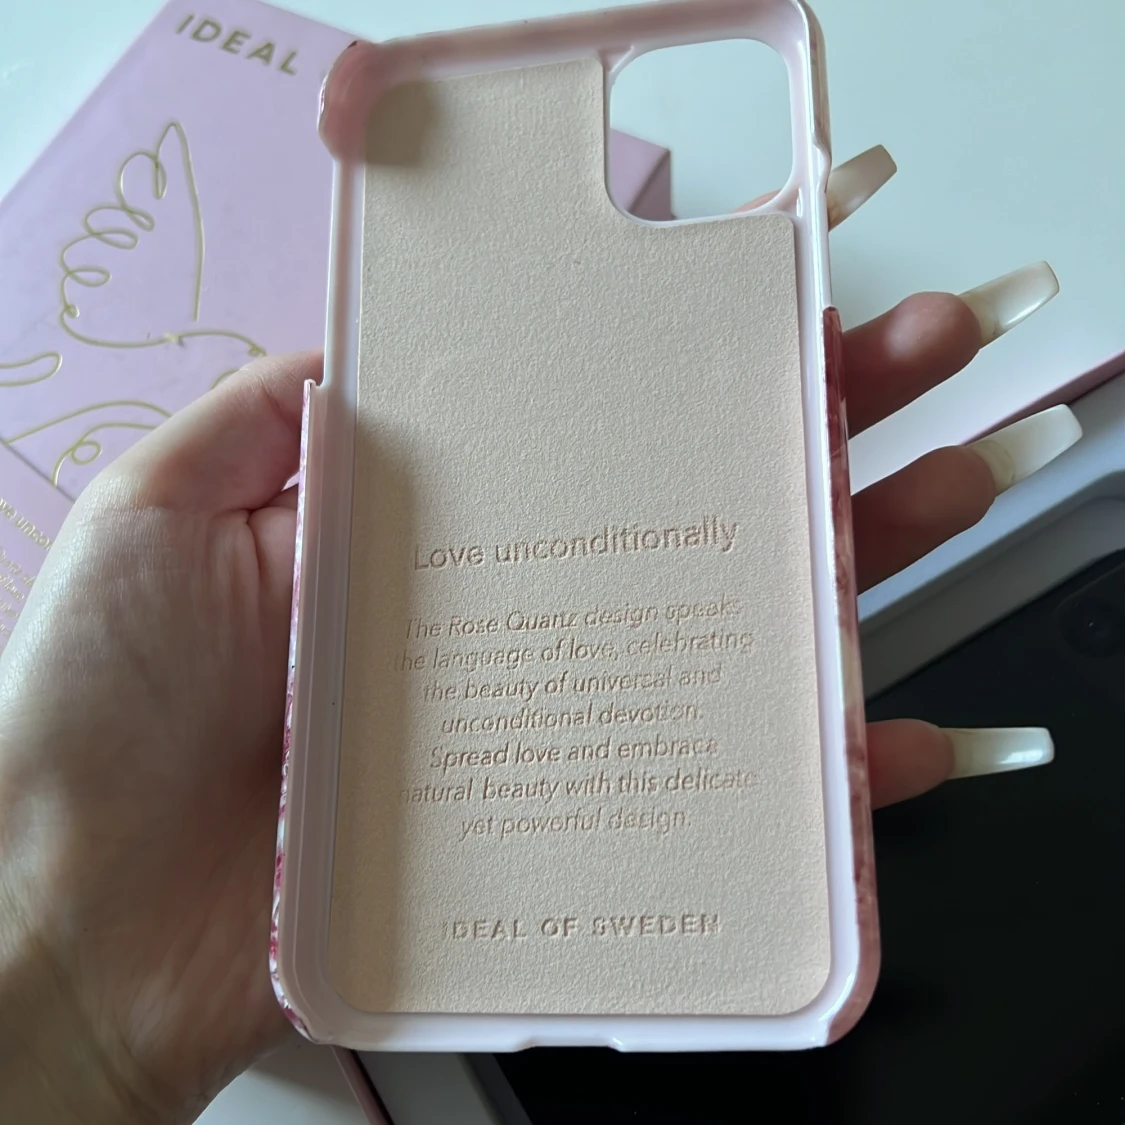 IDEAL
Love unconditionally
The Rose Quartz design speaks
the language of love, celebrating
the beauty of universal and
unconditional devotion.
Spread love and embrace
natural beauty with this delicate
yet powerful design.
IDEAL OF SWEDEN